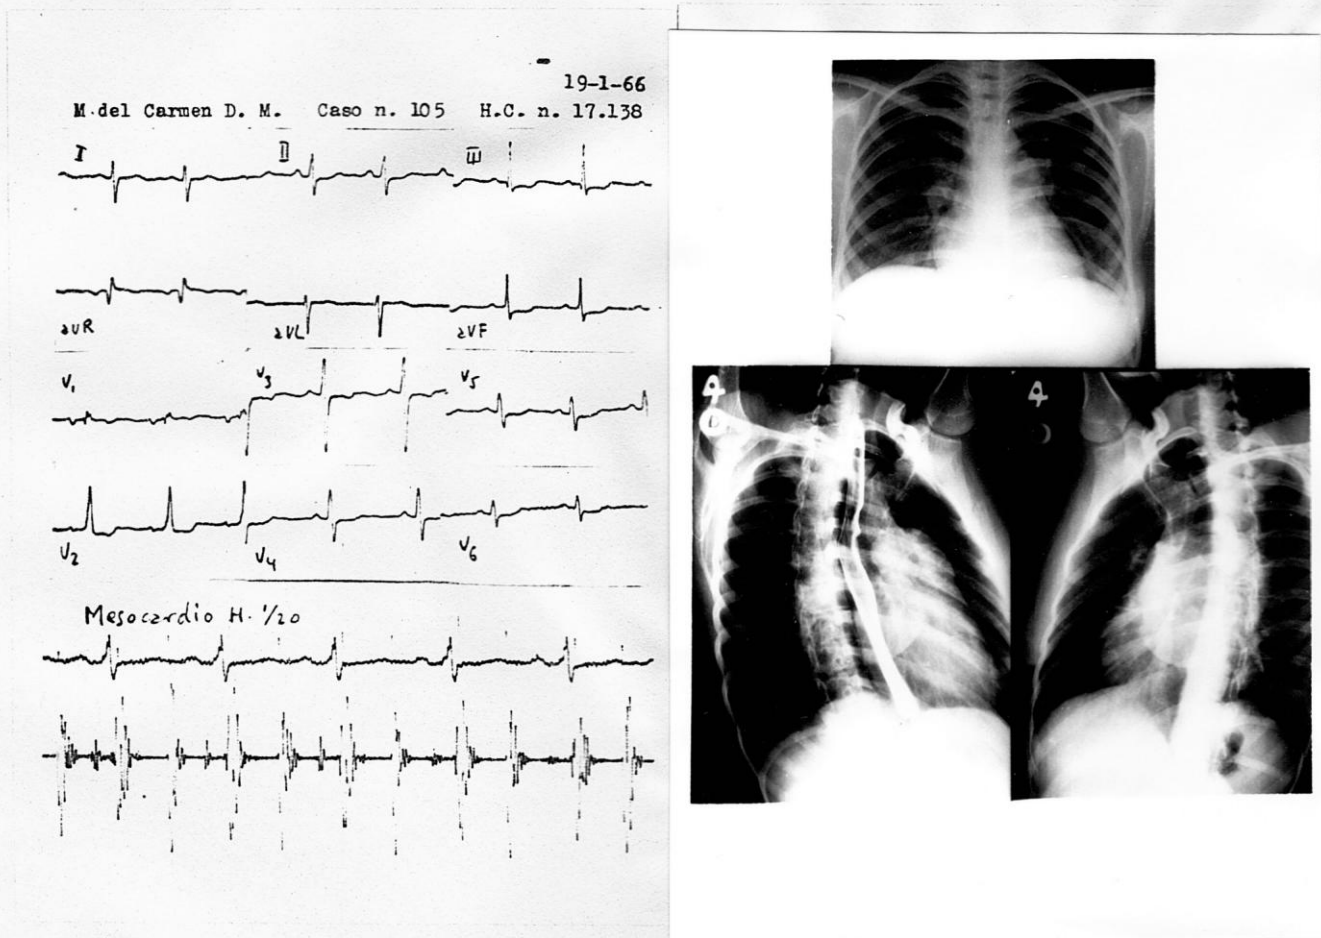 19-1-66
M. del Carmen D. M. Caso n. 105 H.C. n. 17.138
I II III
aVR aVL aVF
V1 V3 V5
V2 V4 V6
Mesocardio H. 1/20
4 4
D